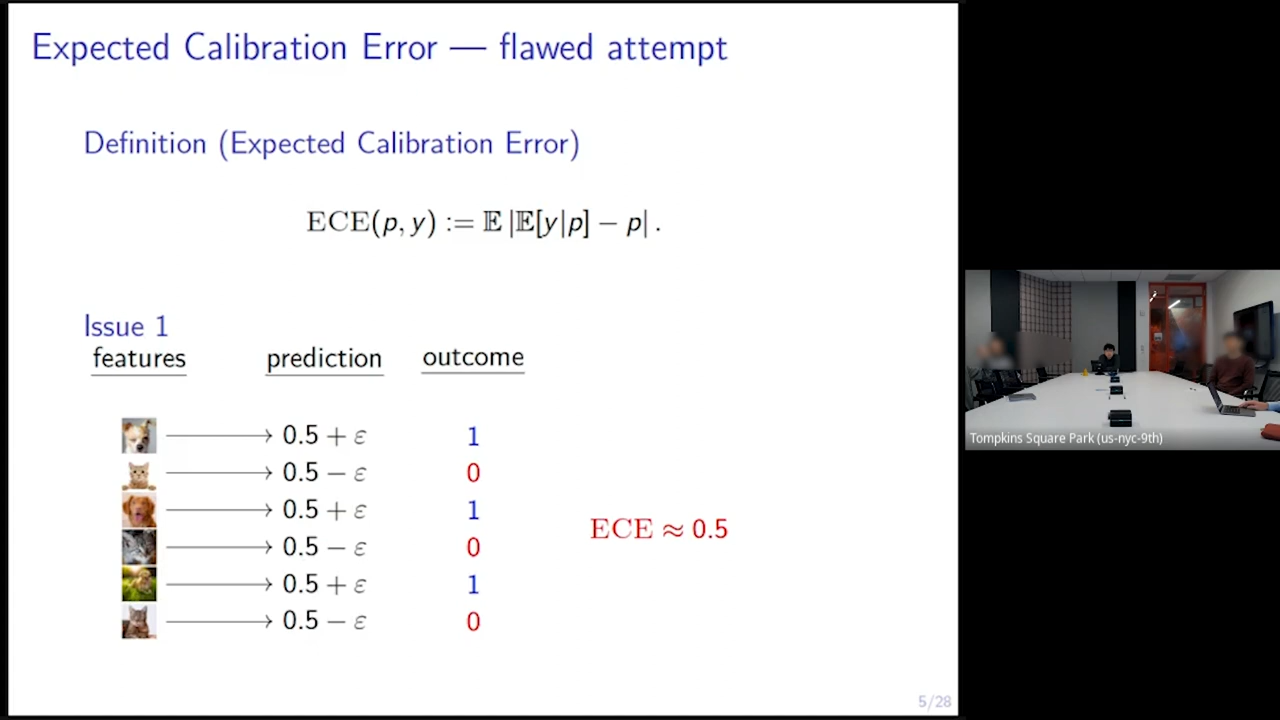 Expected Calibration Error — flawed attempt
Definition (Expected Calibration Error)
ECE(p, y) := 𝔼 |𝔼[y|p] − p| .
Issue 1
features prediction outcome
0.5 + ε 1
0.5 − ε 0
0.5 + ε 1
0.5 − ε 0
ECE ≈ 0.5
0.5 + ε 1
0.5 − ε 0
5/28
Tompkins Square Park (us-nyc-9th)